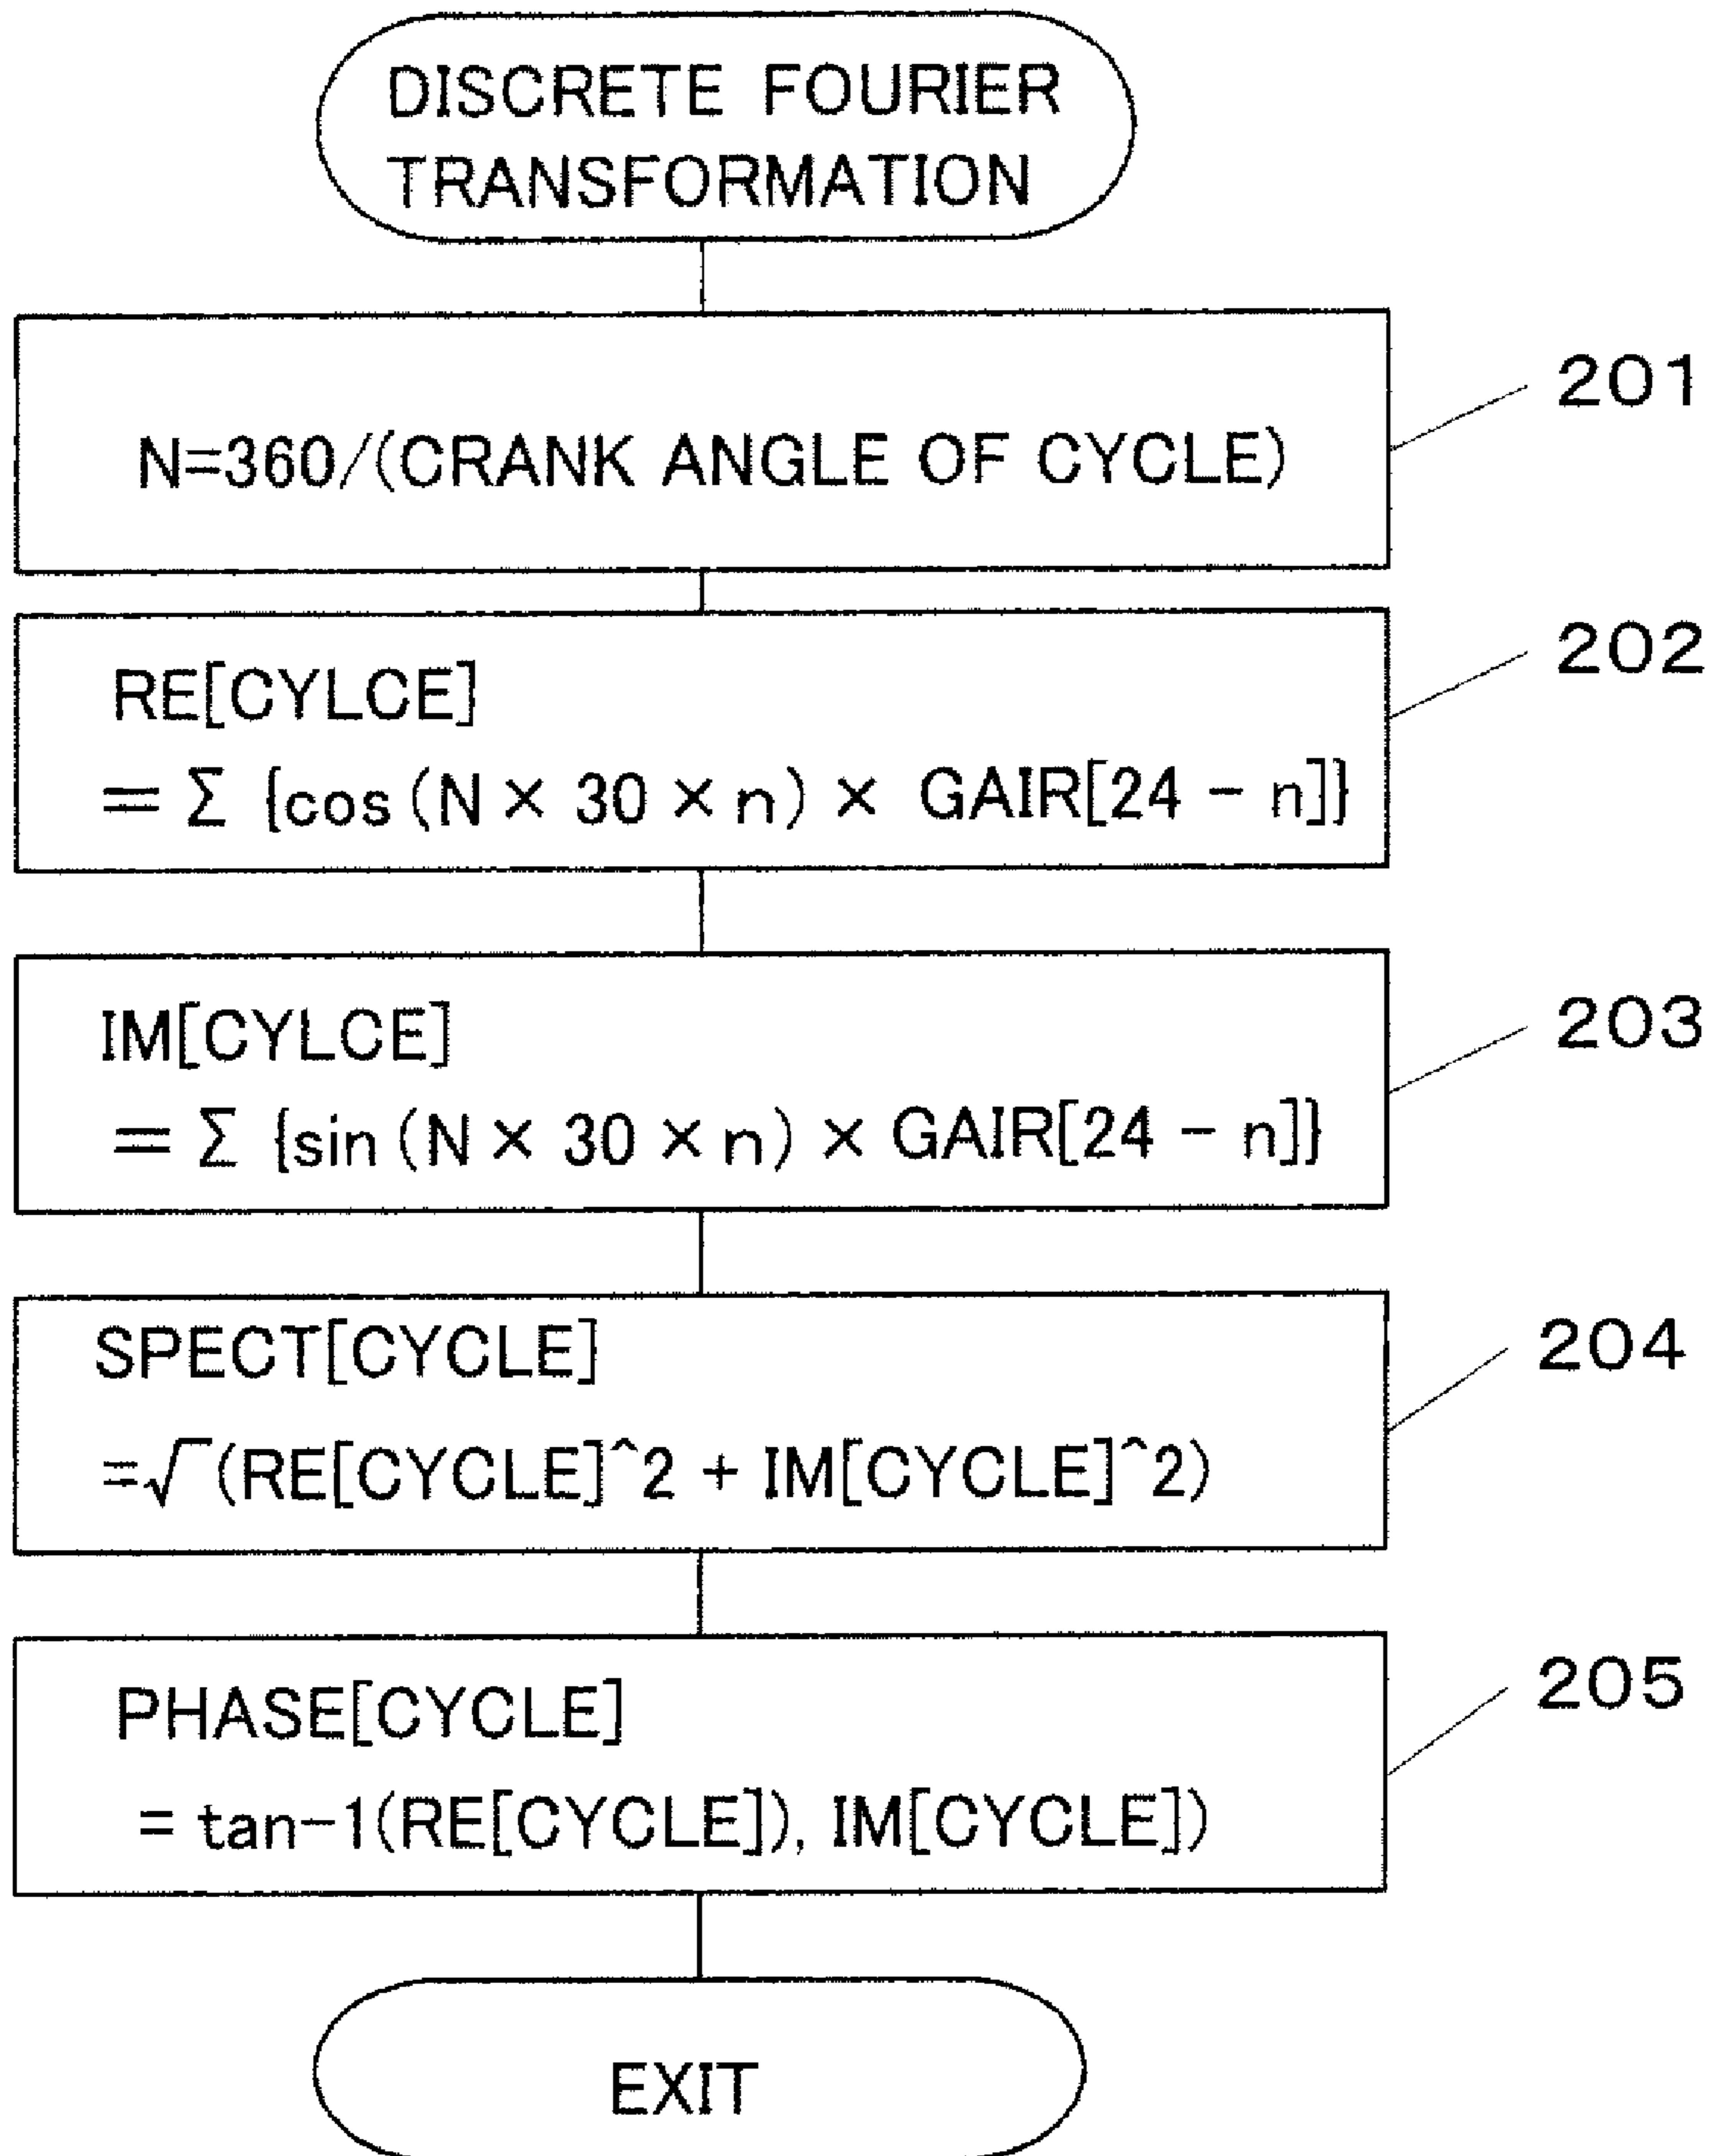 DISCRETE FOURIER
TRANSFORMATION
N=360/(CRANK ANGLE OF CYCLE)
201
RE[CYLCE]
= Σ {cos (N × 30 × n) × GAIR[24 - n]}
202
IM[CYLCE]
= Σ {sin (N × 30 × n) × GAIR[24 - n]}
203
SPECT[CYCLE]
=√(RE[CYCLE]^2 + IM[CYCLE]^2)
204
PHASE[CYCLE]
= tan-1(RE[CYCLE]), IM[CYCLE])
205
EXIT